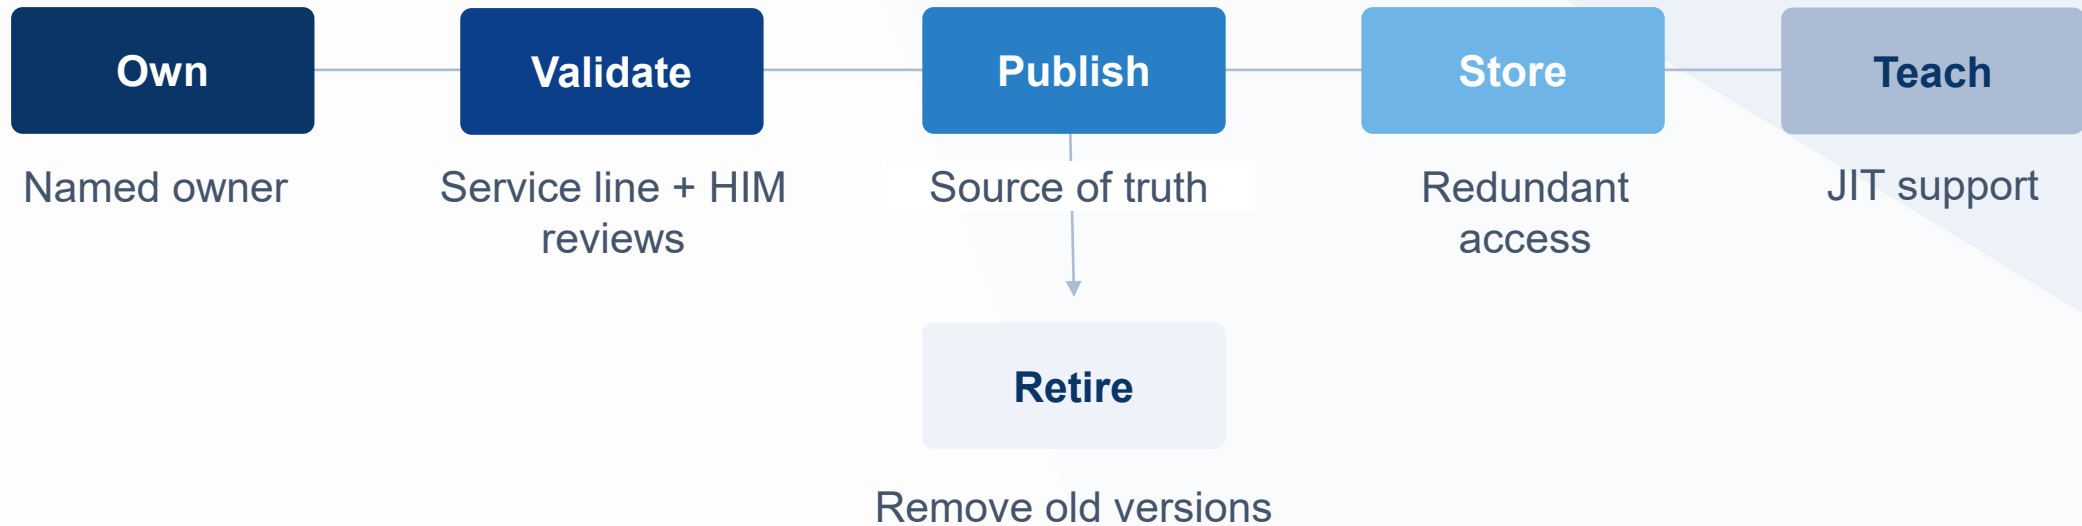 Own
Validate
Publish
Store
Teach
Named owner
Service line + HIM
reviews
Source of truth
Redundant
access
JIT support
Retire
Remove old versions